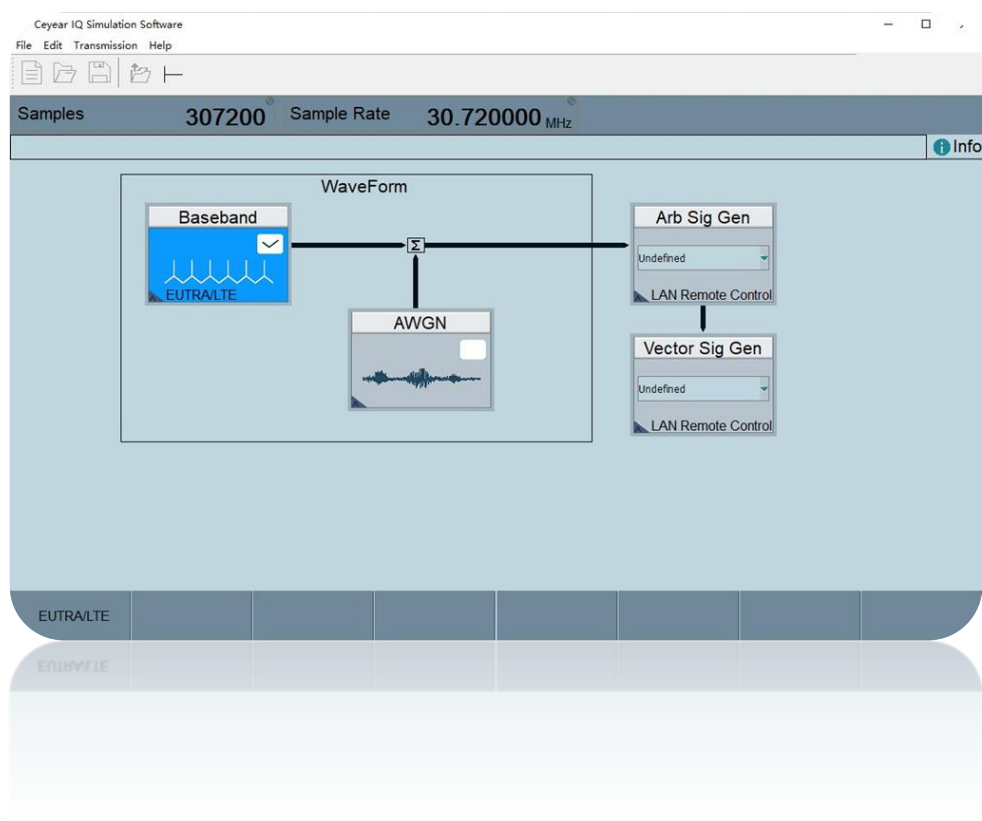 Ceyear IQ Simulation Software
File Edit Transmission Help
Samples 307200 Sample Rate 30.720000 MHz
Info
WaveForm
Baseband
Arb Sig Gen
Σ
Undefined
EUTRA/LTE
LAN Remote Control
AWGN
Vector Sig Gen
Undefined
LAN Remote Control
EUTRA/LTE